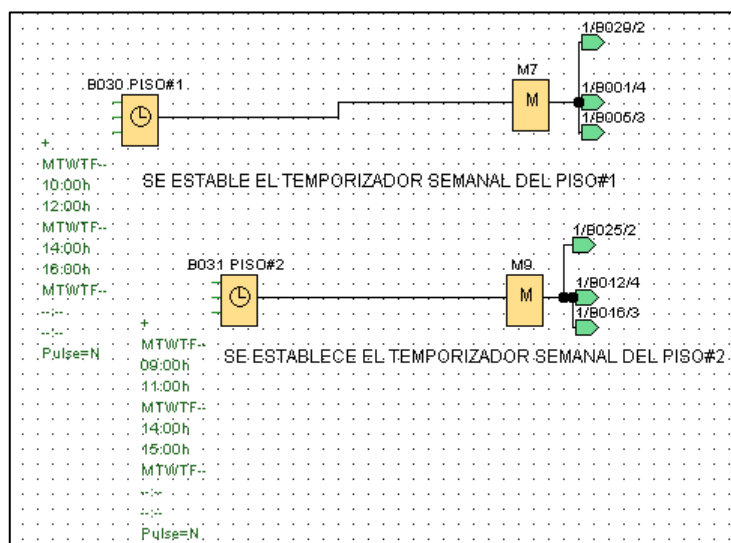 1/B029/2
B030 PISO#1
M7
M
1/B001/4
1/B005/3
+
MTWTF--
10:00h
12:00h
MTWTF--
14:00h
16:00h
MTWTF--
--:--
--:--
Pulse=N
SE ESTABLE EL TEMPORIZADOR SEMANAL DEL PISO#1
1/B025/2
B031 PISO#2
M9
M
1/B012/4
1/B016/3
+
MTWTF--
09:00h
11:00h
MTWTF--
14:00h
15:00h
MTWTF--
--:--
--:--
Pulse=N
SE ESTABLECE EL TEMPORIZADOR SEMANAL DEL PISO#2